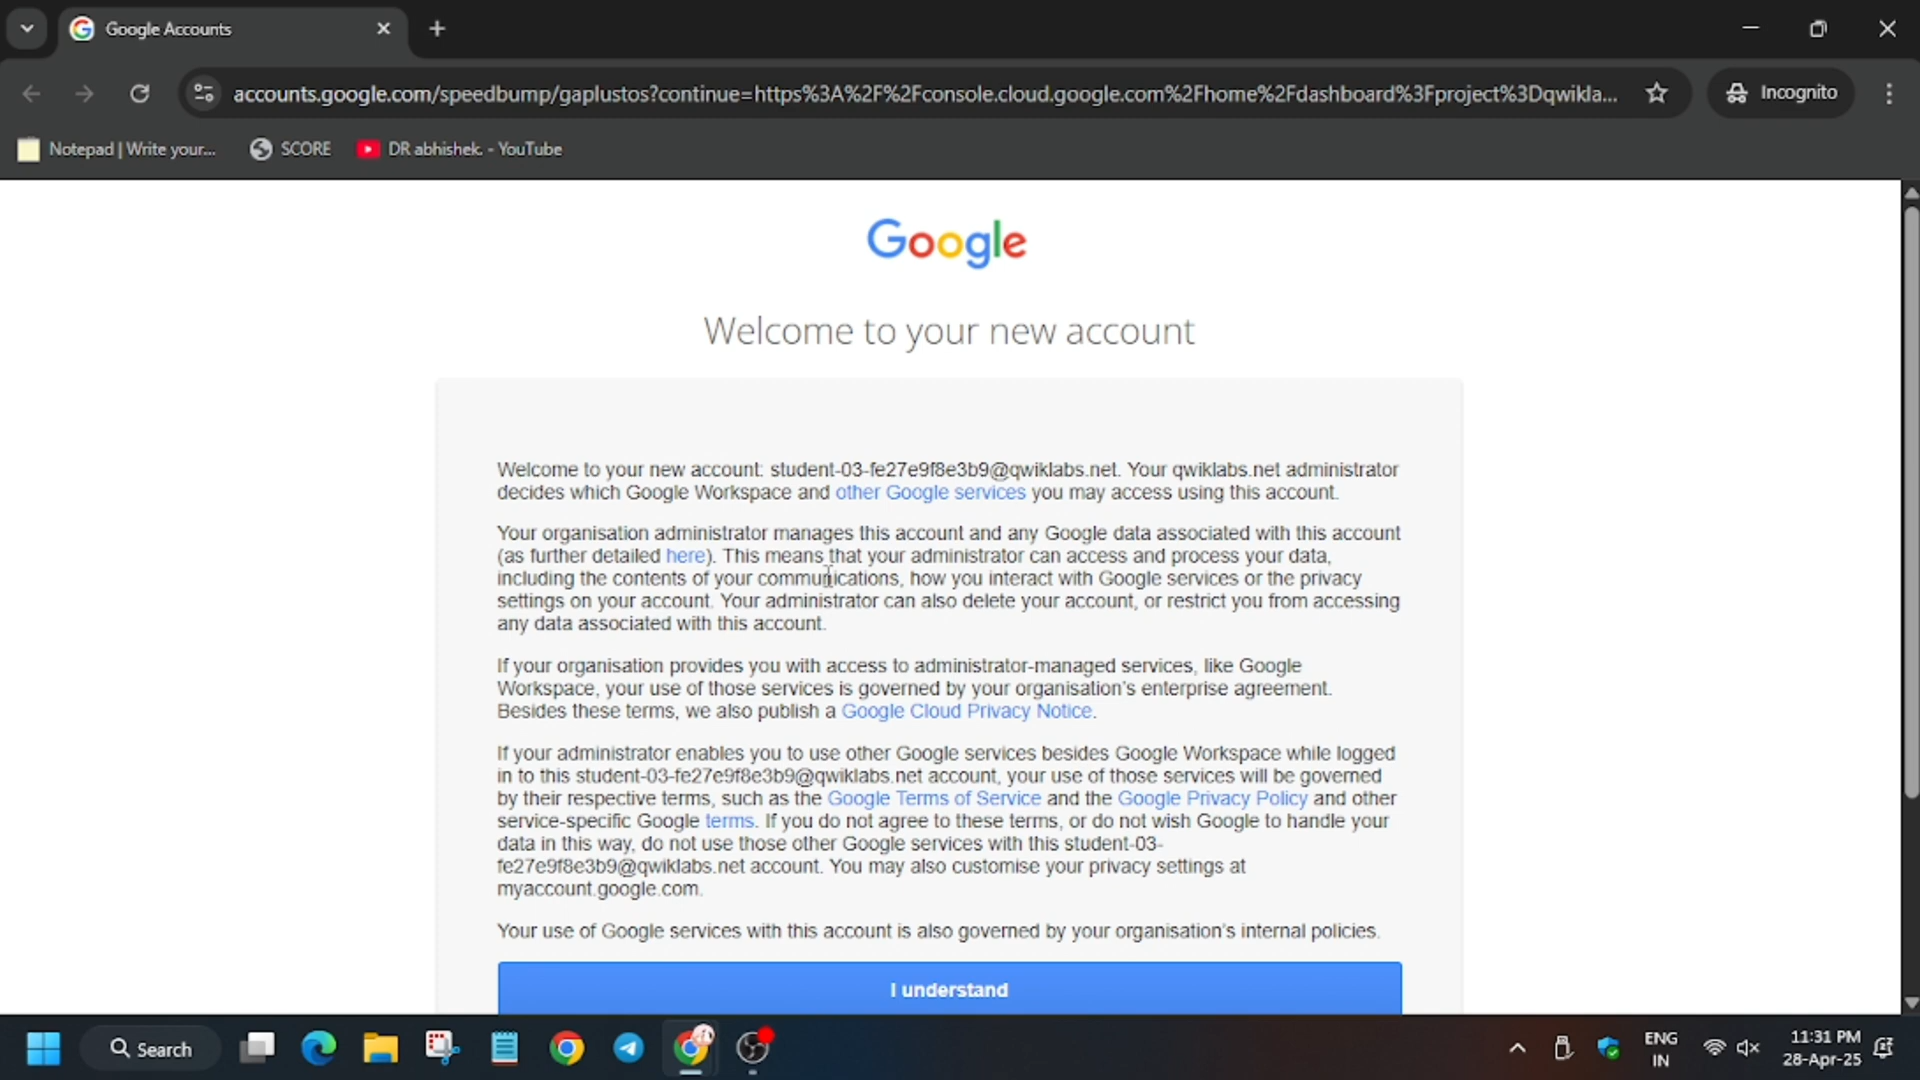 Google Accounts
accounts.google.com/speedbump/gaplustos?continue=https%3A%2F%2Fconsole.cloud.google.com%2Fhome%2Fdashboard%3Fproject%3Dqwikla...
Incognito
Notepad | Write your...
SCORE
DR abhishek. - YouTube
Google
Welcome to your new account
Welcome to your new account: student-03-fe27e9f8e3b9@qwiklabs.net. Your qwiklabs.net administrator
decides which Google Workspace and other Google services you may access using this account.
Your organisation administrator manages this account and any Google data associated with this account
(as further detailed here). This means that your administrator can access and process your data,
including the contents of your communications, how you interact with Google services or the privacy
settings on your account. Your administrator can also delete your account, or restrict you from accessing
any data associated with this account.
If your organisation provides you with access to administrator-managed services, like Google
Workspace, your use of those services is governed by your organisation's enterprise agreement.
Besides these terms, we also publish a Google Cloud Privacy Notice.
If your administrator enables you to use other Google services besides Google Workspace while logged
in to this student-03-fe27e9f8e3b9@qwiklabs.net account, your use of those services will be governed
by their respective terms, such as the Google Terms of Service and the Google Privacy Policy and other
service-specific Google terms. If you do not agree to these terms, or do not wish Google to handle your
data in this way, do not use those other Google services with this student-03-
fe27e9f8e3b9@qwiklabs.net account. You may also customise your privacy settings at
myaccount.google.com.
Your use of Google services with this account is also governed by your organisation's internal policies.
I understand
Search
ENG
IN
11:31 PM
28-Apr-25